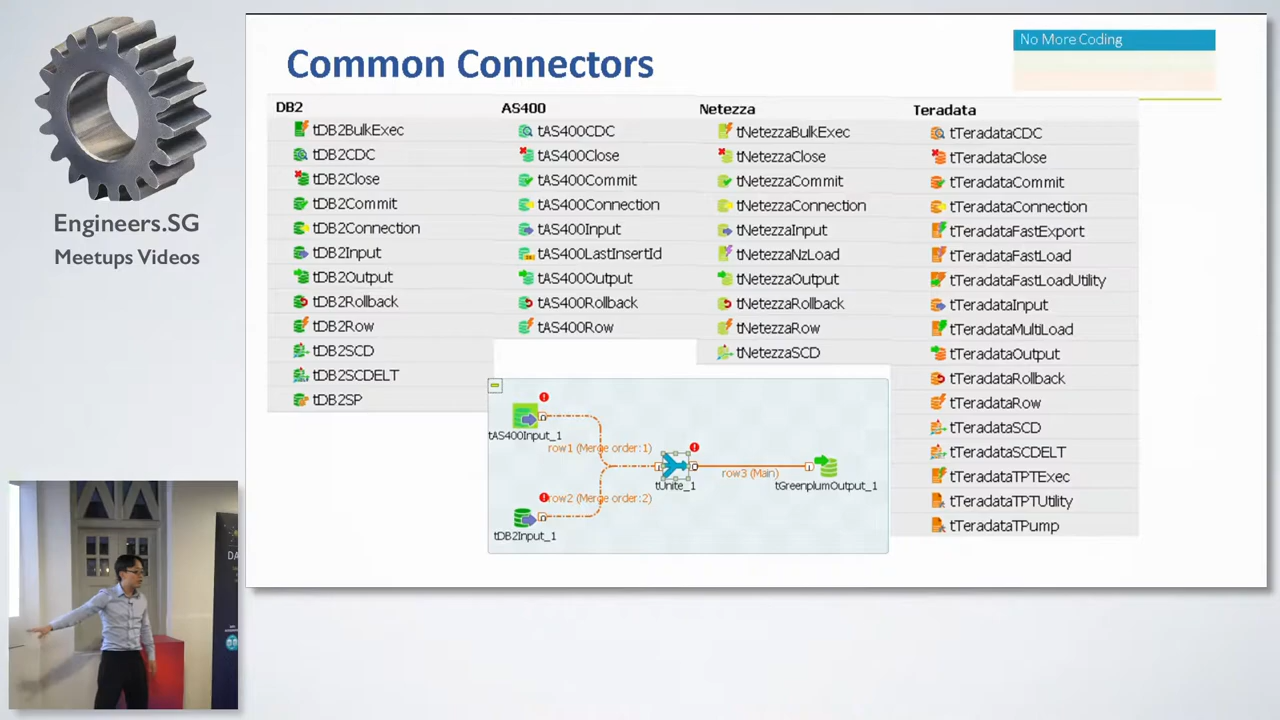 Engineers.SG
Meetups Videos
Common Connectors
No More Coding
DB2
tDB2BulkExec
tDB2CDC
tDB2Close
tDB2Commit
tDB2Connection
tDB2Input
tDB2Output
tDB2Rollback
tDB2Row
tDB2SCD
tDB2SCDELT
tDB2SP
AS400
tAS400CDC
tAS400Close
tAS400Commit
tAS400Connection
tAS400Input
tAS400LastInsertId
tAS400Output
tAS400Rollback
tAS400Row
Netezza
tNetezzaBulkExec
tNetezzaClose
tNetezzaCommit
tNetezzaConnection
tNetezzaInput
tNetezzaNzLoad
tNetezzaOutput
tNetezzaRollback
tNetezzaRow
tNetezzaSCD
Teradata
tTeradataCDC
tTeradataClose
tTeradataCommit
tTeradataConnection
tTeradataFastExport
tTeradataFastLoad
tTeradataFastLoadUtility
tTeradataInput
tTeradataMultiLoad
tTeradataOutput
tTeradataRollback
tTeradataRow
tTeradataSCD
tTeradataSCDELT
tTeradataTPTExec
tTeradataTPTUtility
tTeradataTPump
tAS400Input_1
row1 (Merge order:1)
tUnite_1
row3 (Main)
tGreenplumOutput_1
row2 (Merge order:2)
tDB2Input_1
DA